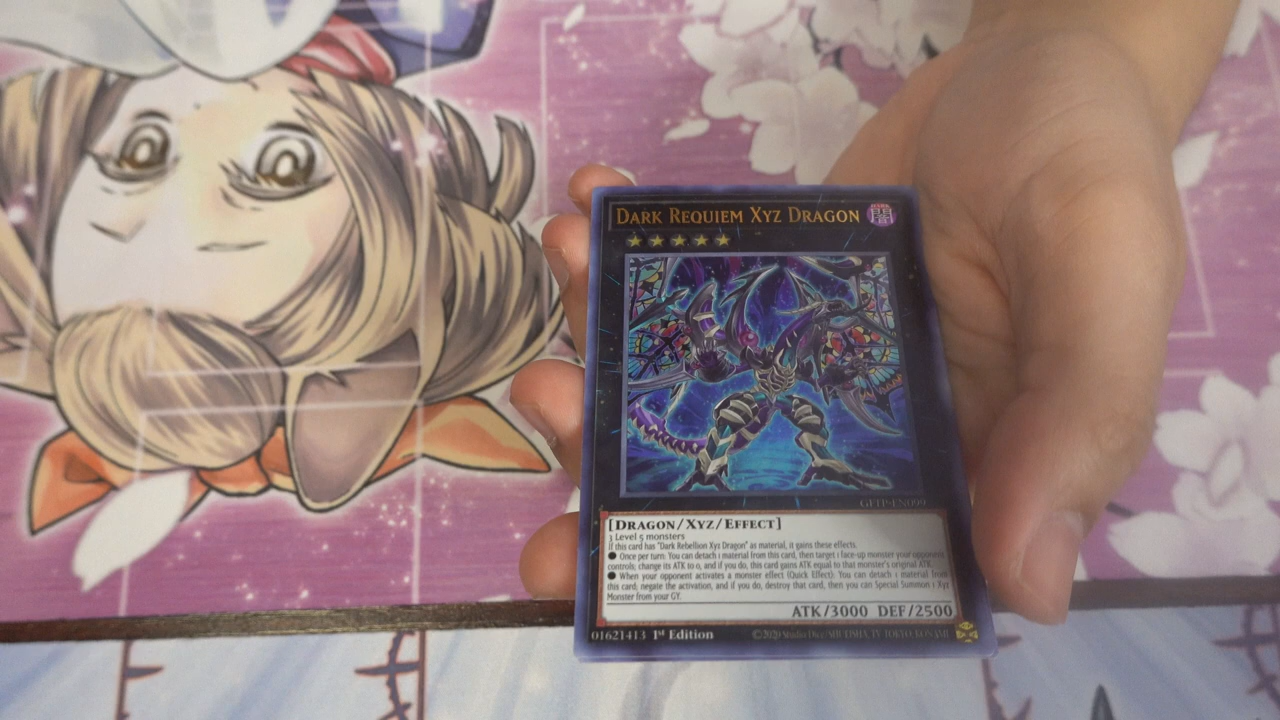 DARK REQUIEM XYZ DRAGON
GFTP-EN099
[DRAGON/XYZ/EFFECT]
3 Level 5 monsters
If this card has "Dark Rebellion Xyz Dragon" as material, it gains these effects.
● Once per turn: You can detach 1 material from this card, then target 1 face-up monster your opponent
controls; change its ATK to 0, and if you do, this card gains ATK equal to that monster's original ATK.
● When your opponent activates a monster effect (Quick Effect): You can detach 1 material from
this card; negate the activation, and if you do, destroy that card, then you can Special Summon 1 Xyz
Monster from your GY.
ATK/3000 DEF/2500
01621413 1st Edition ©2020 Studio Dice/SHUEISHA, TV TOKYO, KONAMI